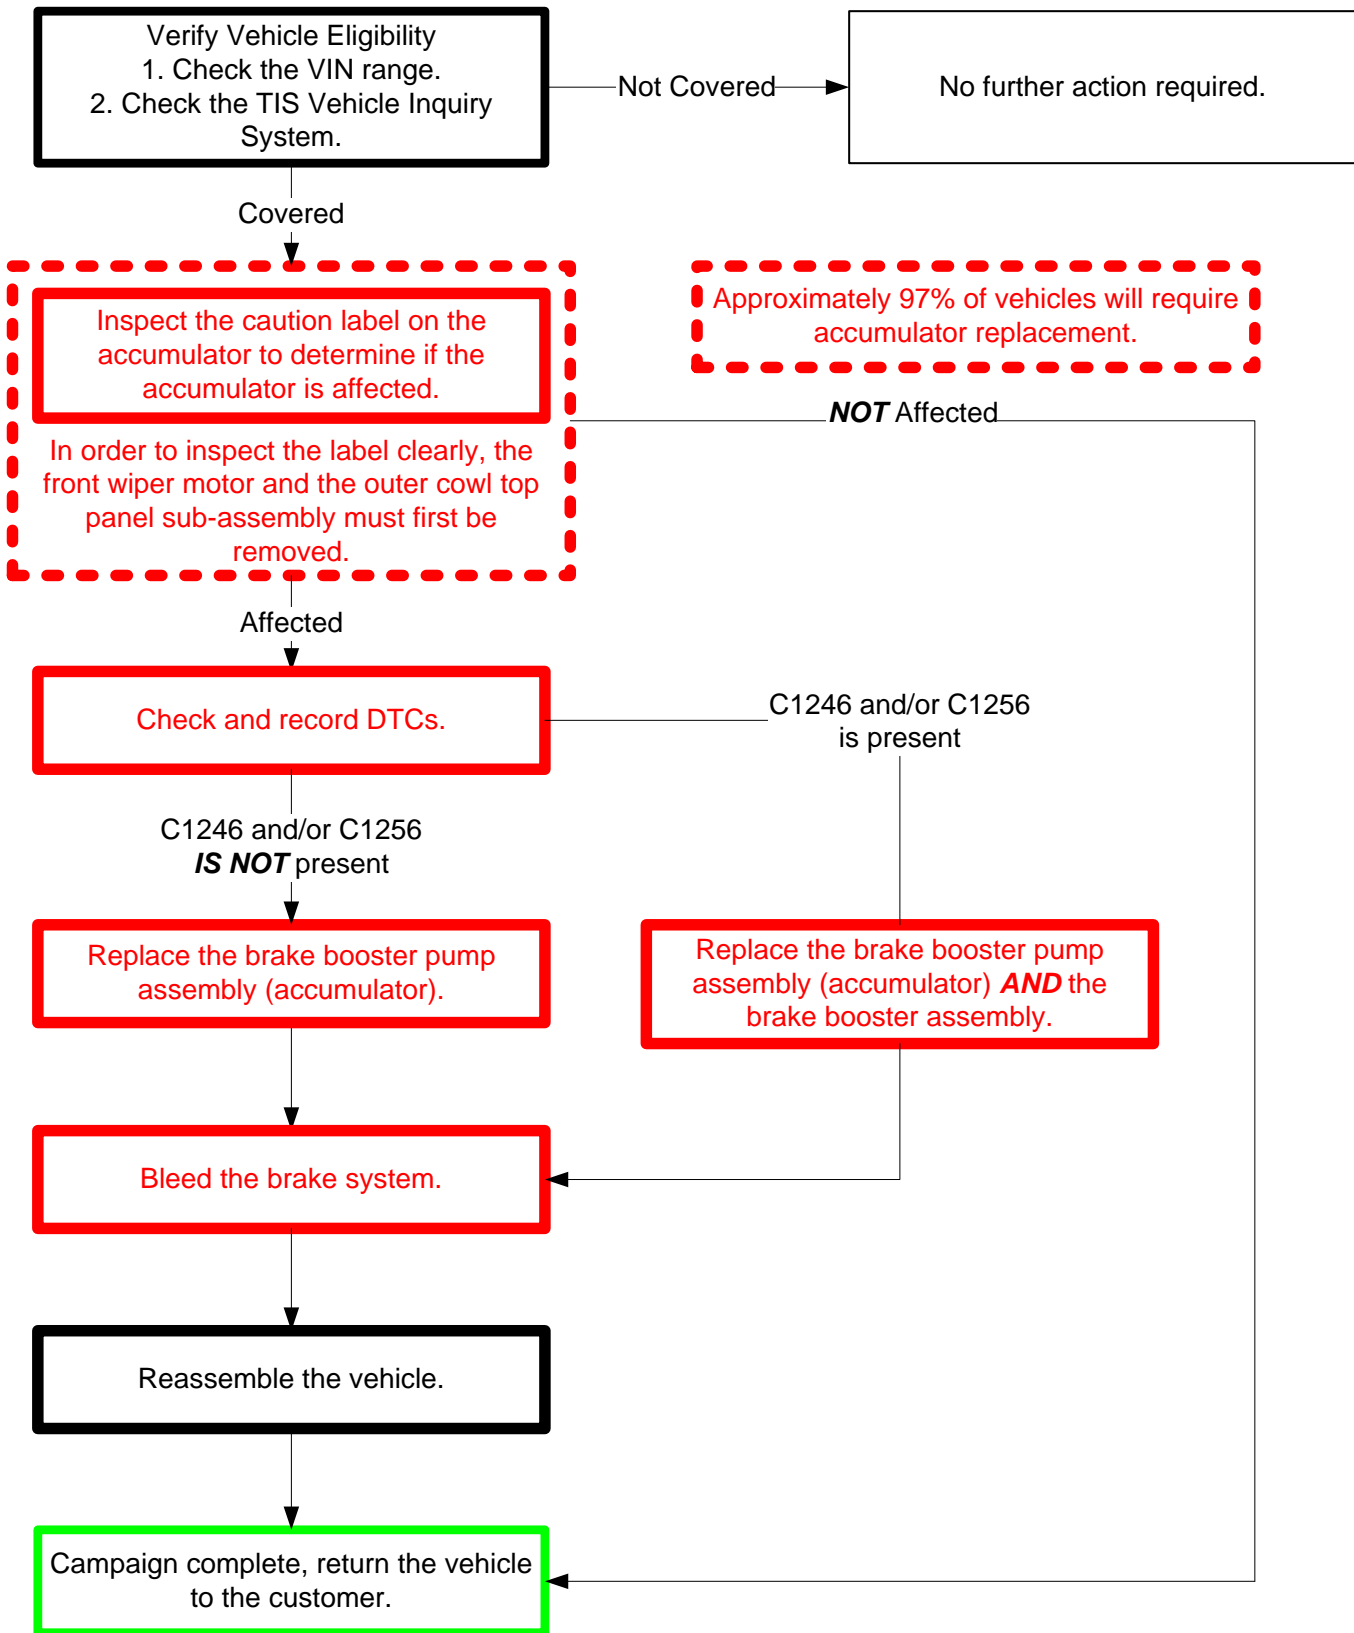 Verify Vehicle Eligibility
1. Check the VIN range.
2. Check the TIS Vehicle Inquiry
System.
Not Covered
No further action required.
Covered
Inspect the caution label on the
accumulator to determine if the
accumulator is affected.
In order to inspect the label clearly, the
front wiper motor and the outer cowl top
panel sub-assembly must first be
removed.
Approximately 97% of vehicles will require
accumulator replacement.
NOT Affected
Affected
Check and record DTCs.
C1246 and/or C1256
is present
C1246 and/or C1256
IS NOT present
Replace the brake booster pump
assembly (accumulator).
Replace the brake booster pump
assembly (accumulator) AND the
brake booster assembly.
Bleed the brake system.
Reassemble the vehicle.
Campaign complete, return the vehicle
to the customer.